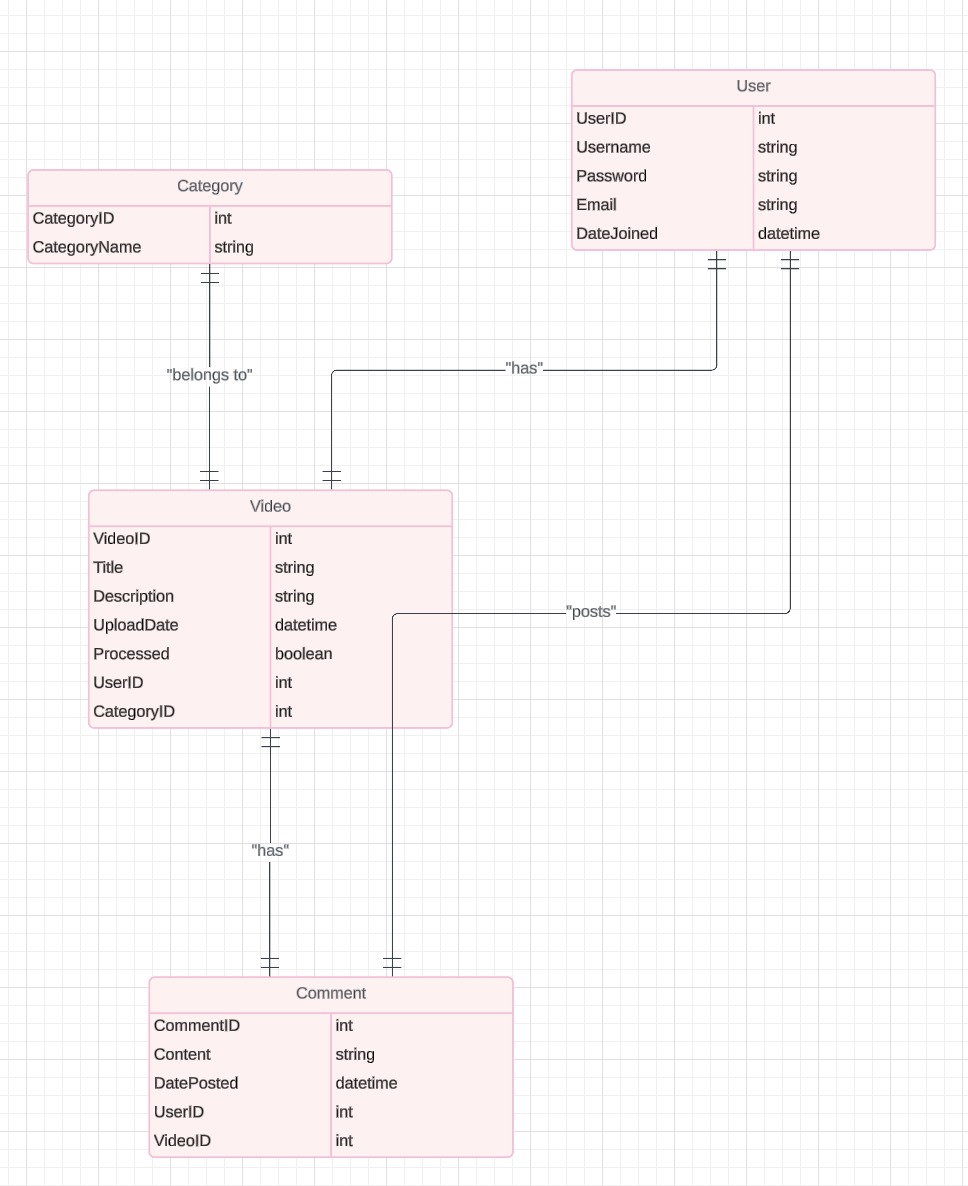 User
UserID int
Username string
Password string
Email string
DateJoined datetime
Category
CategoryID int
CategoryName string
"belongs to"
"has"
Video
VideoID int
Title string
Description string
UploadDate datetime
Processed boolean
UserID int
CategoryID int
"posts"
"has"
Comment
CommentID int
Content string
DatePosted datetime
UserID int
VideoID int